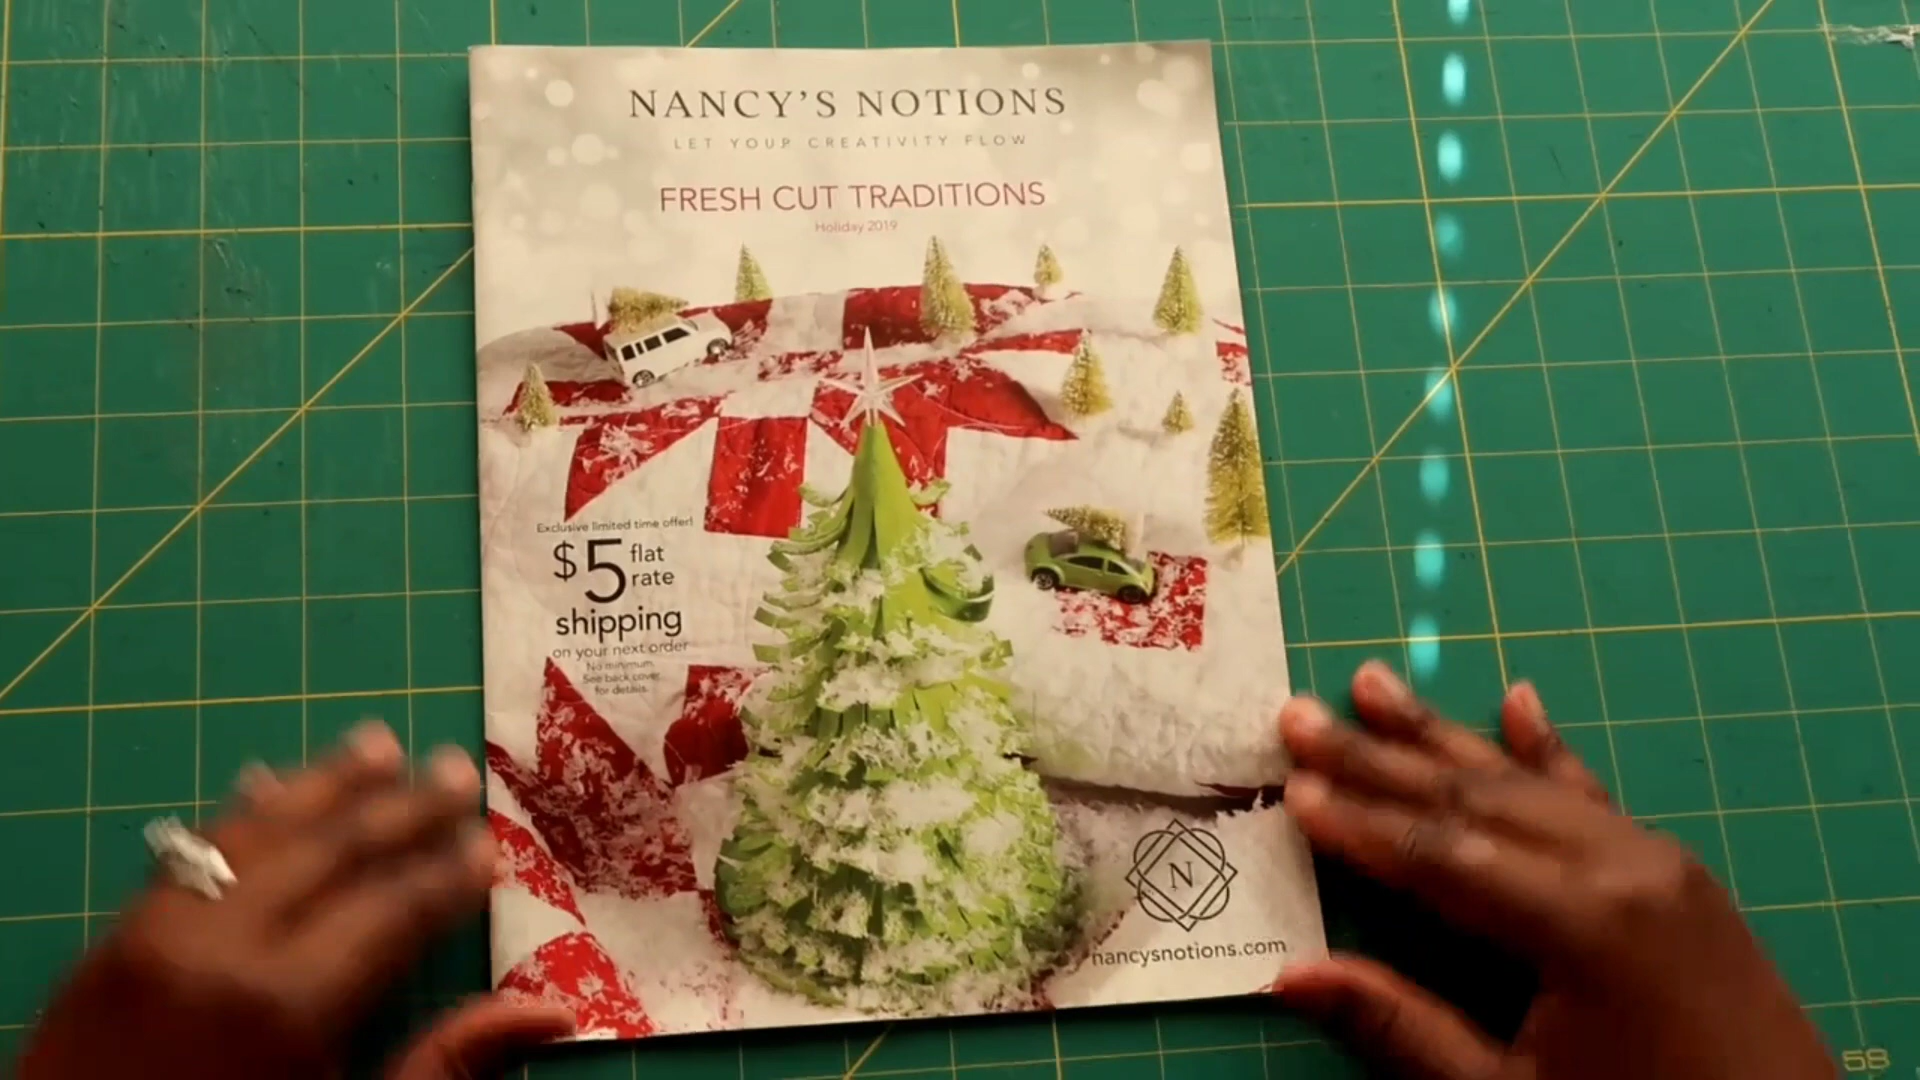 NANCY'S NOTIONS
LET YOUR CREATIVITY FLOW
FRESH CUT TRADITIONS
Holiday 2019
Exclusive limited time offer!
$5 flat rate
shipping
on your next order
No minimum.
See back cover
for details.
N
nancysnotions.com
58